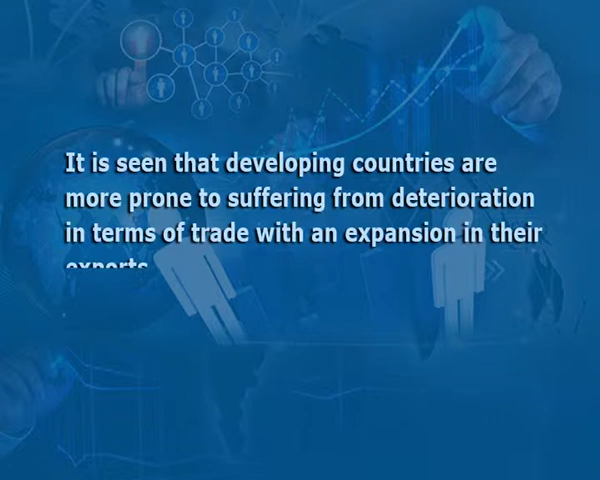 It is seen that developing countries are
more prone to suffering from deterioration
in terms of trade with an expansion in their
exports